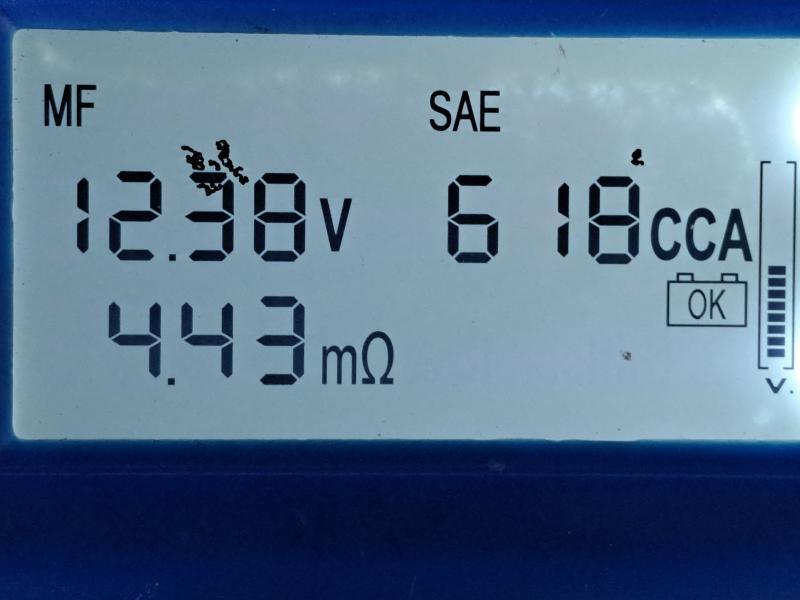 MF SAE
12.38 V 618 CCA
OK
4.43 mΩ
V.